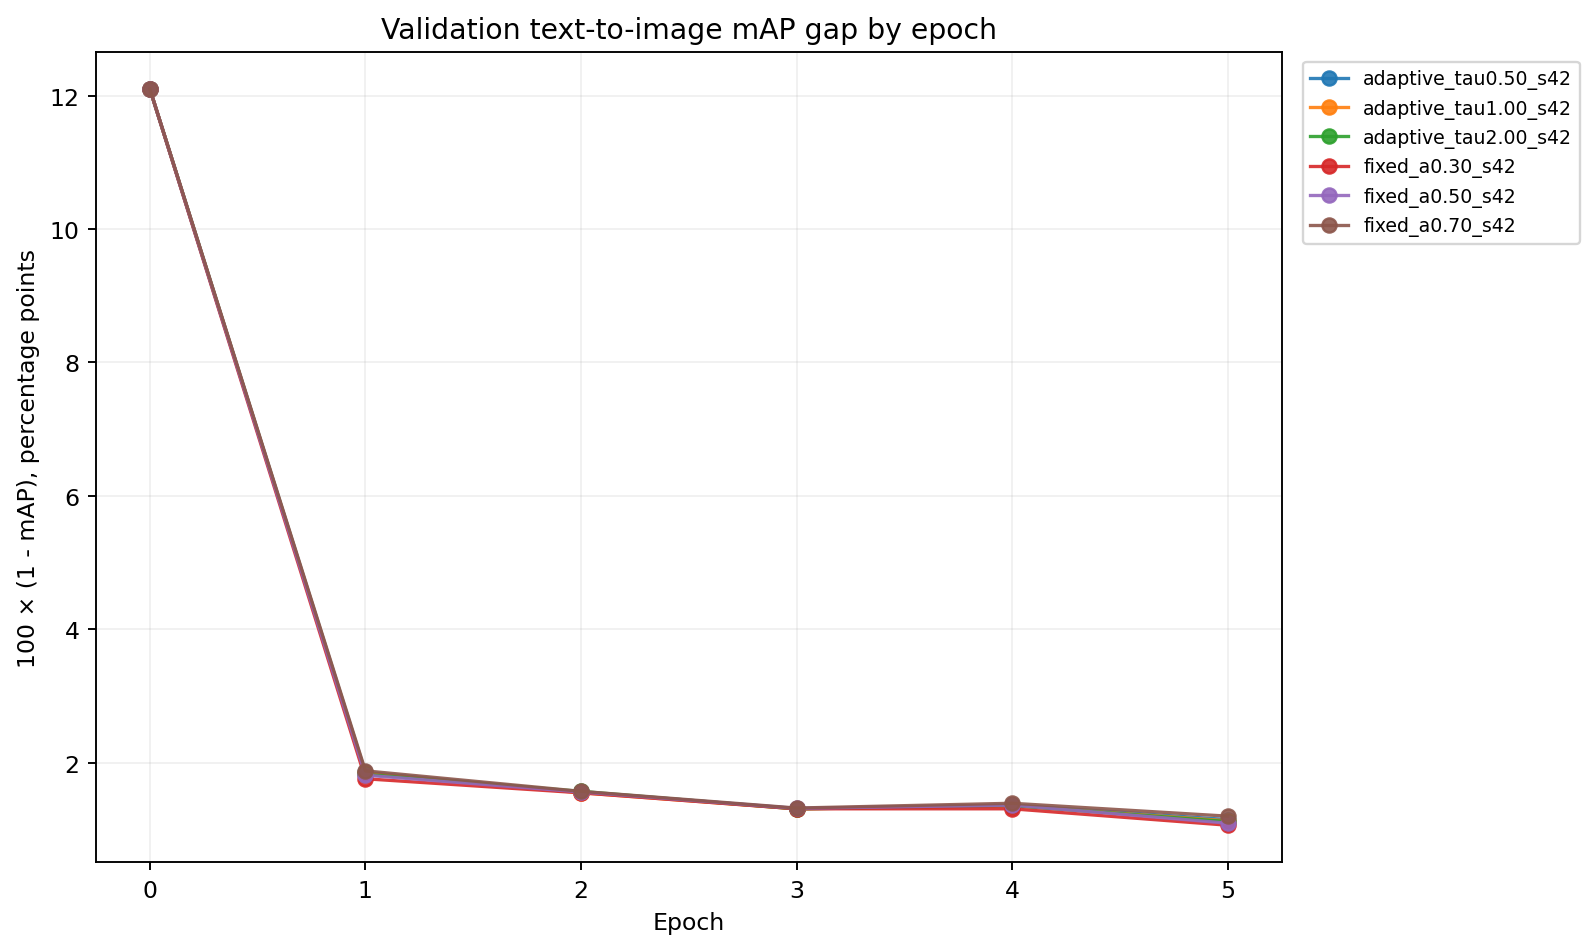 Validation text-to-image mAP gap by epoch
100 × (1 - mAP), percentage points
12
10
8
6
4
2
0 1 2 3 4 5
Epoch
adaptive_tau0.50_s42
adaptive_tau1.00_s42
adaptive_tau2.00_s42
fixed_a0.30_s42
fixed_a0.50_s42
fixed_a0.70_s42